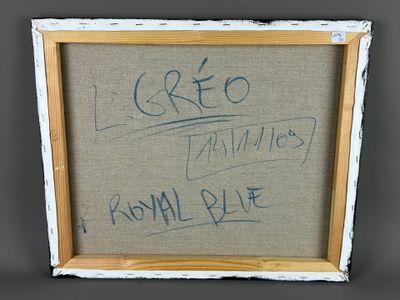 L. GRÉO
14/11/09
ROYAL BLUE